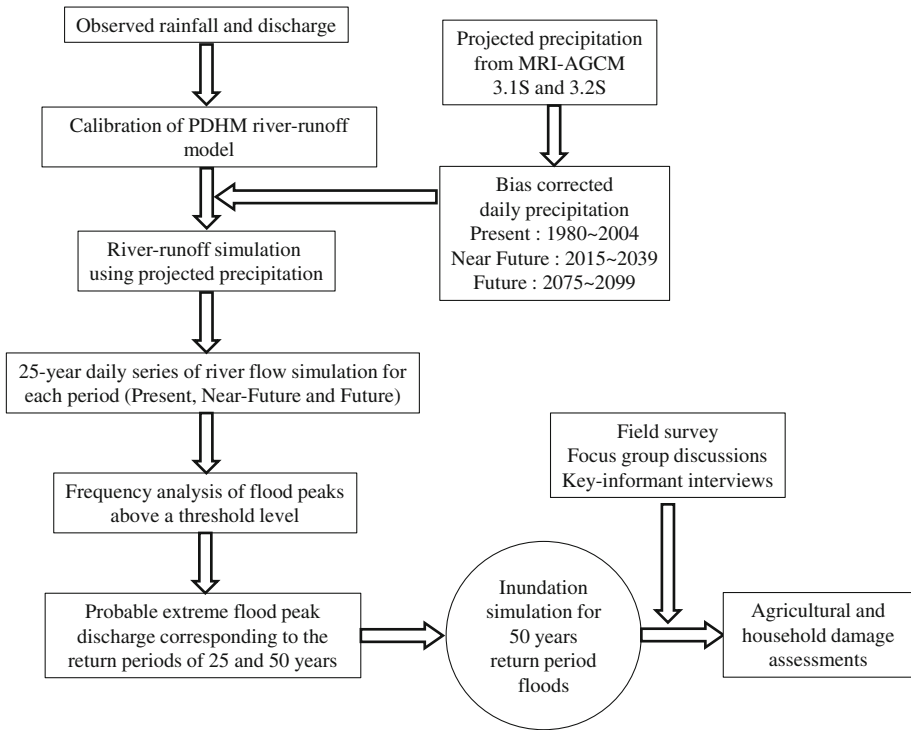 Observed rainfall and discharge
Projected precipitation
from MRI-AGCM
3.1S and 3.2S
Calibration of PDHM river-runoff
model
Bias corrected
daily precipitation
Present : 1980~2004
Near Future : 2015~2039
Future : 2075~2099
River-runoff simulation
using projected precipitation
25-year daily series of river flow simulation for
each period (Present, Near-Future and Future)
Field survey
Focus group discussions
Key-informant interviews
Frequency analysis of flood peaks
above a threshold level
Probable extreme flood peak
discharge corresponding to the
return periods of 25 and 50 years
Inundation
simulation for
50 years
return period
floods
Agricultural and
household damage
assessments